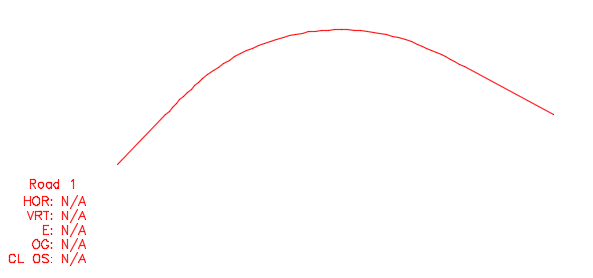 Road 1
HOR: N/A
VRT: N/A
E: N/A
OG: N/A
CL OS: N/A